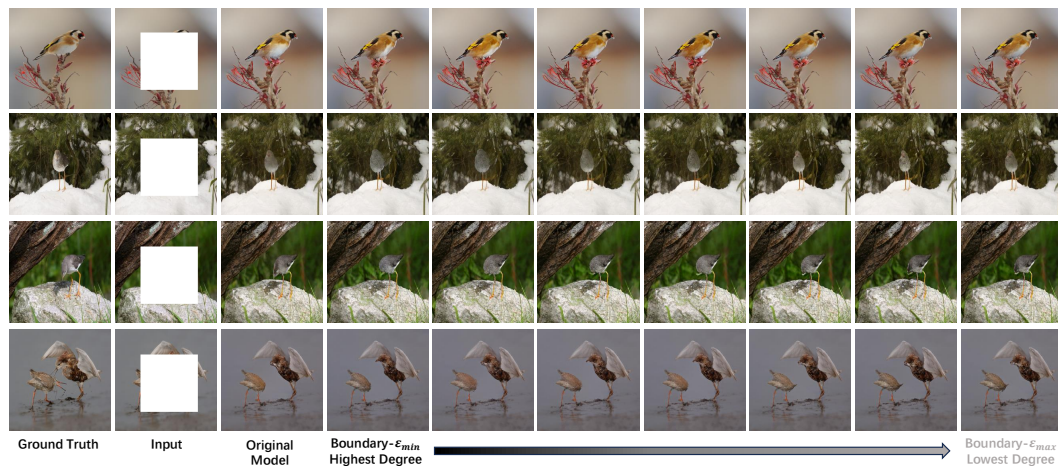 Ground Truth
Input
Original
Model
Boundary-εmin
Highest Degree
Boundary-εmax
Lowest Degree